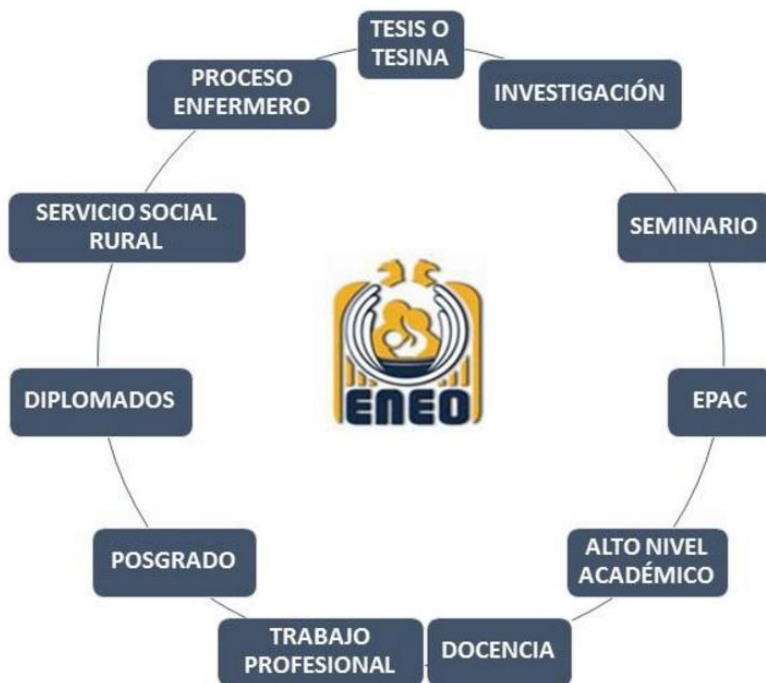 TESIS O
TESINA
INVESTIGACIÓN
SEMINARIO
EPAC
ALTO NIVEL
ACADÉMICO
DOCENCIA
TRABAJO
PROFESIONAL
POSGRADO
DIPLOMADOS
SERVICIO SOCIAL
RURAL
PROCESO
ENFERMERO
ENEO